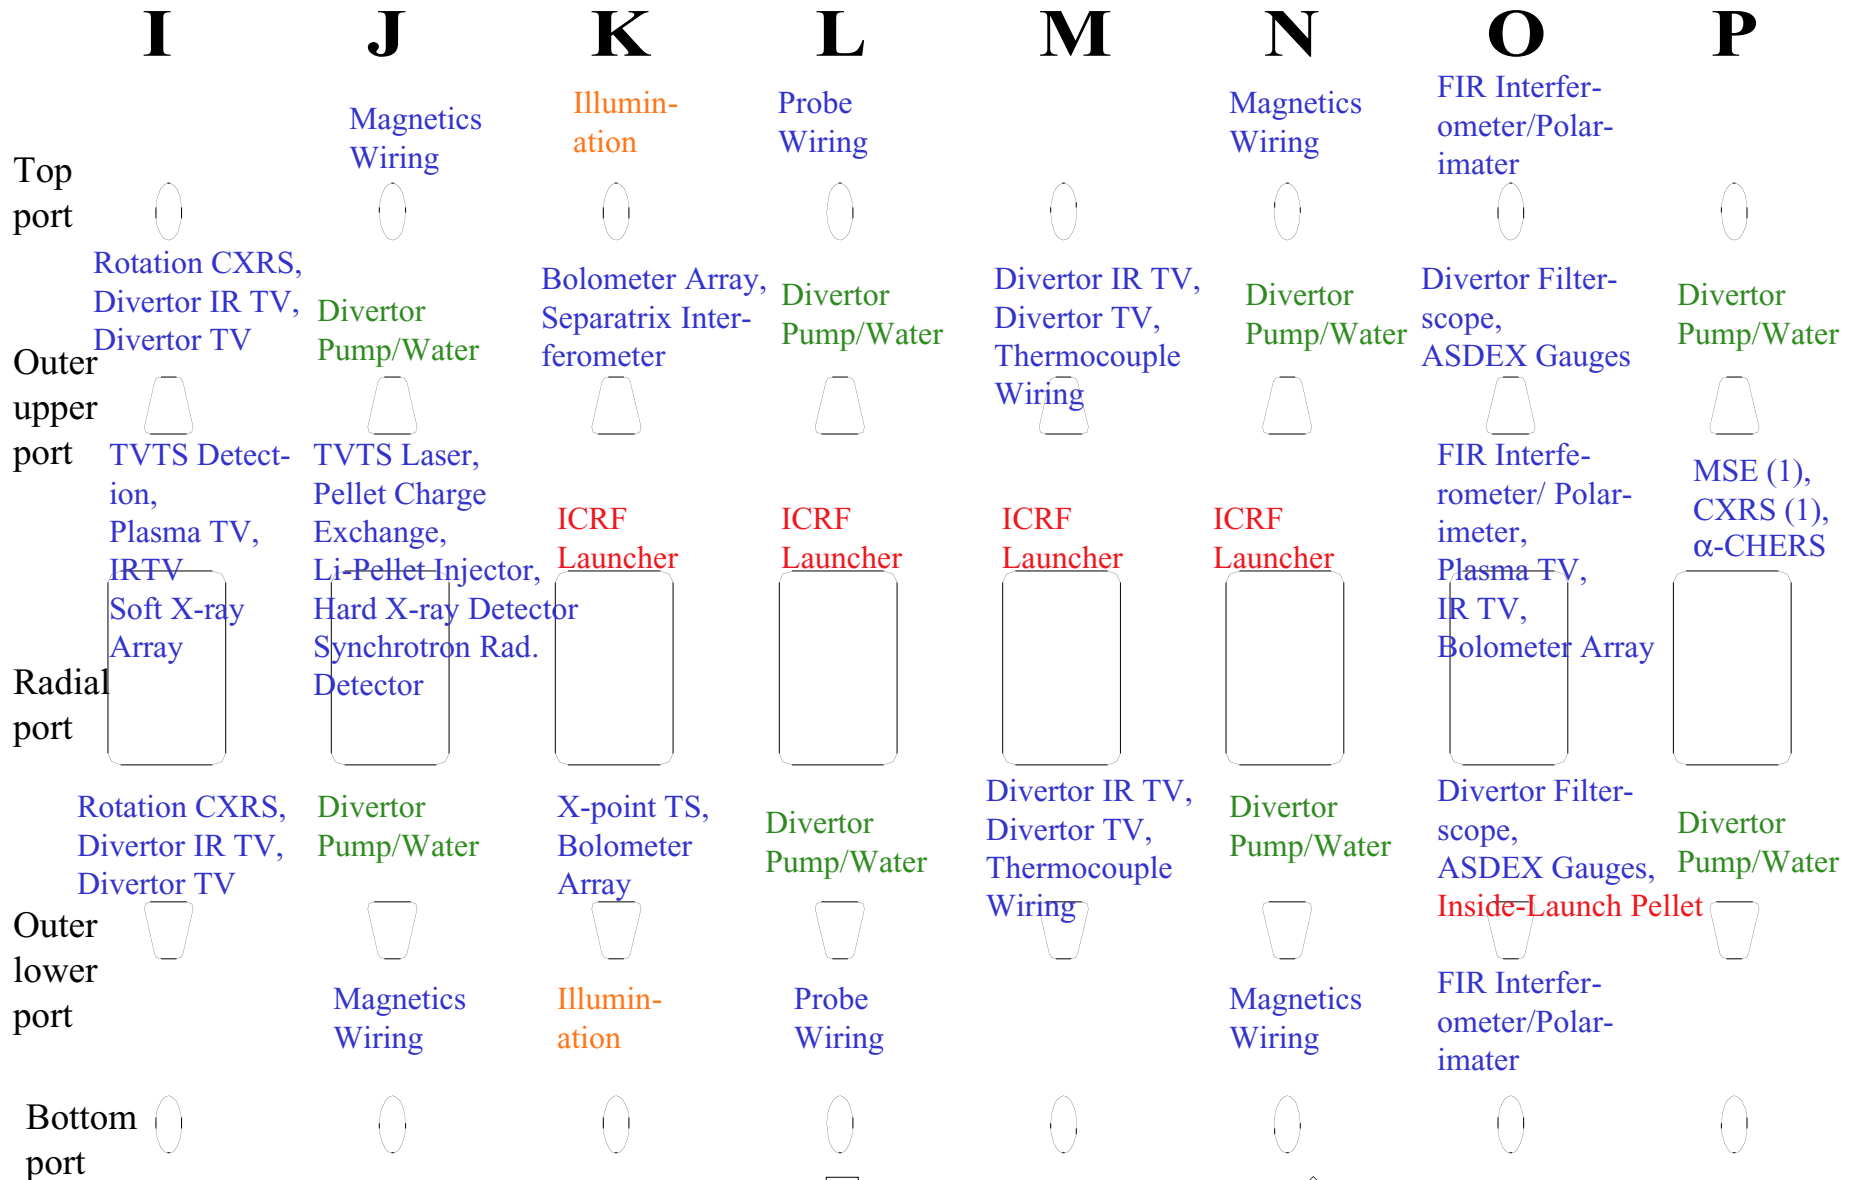 I J K L M N O P
Top
port
Magnetics
Wiring
Illumin-
ation
Probe
Wiring
Magnetics
Wiring
FIR Interfer-
ometer/Polar-
imater
Outer
upper
port
Rotation CXRS,
Divertor IR TV,
Divertor TV
Divertor
Pump/Water
Bolometer Array,
Separatrix Inter-
ferometer
Divertor
Pump/Water
Divertor IR TV,
Divertor TV,
Thermocouple
Wiring
Divertor
Pump/Water
Divertor Filter-
scope,
ASDEX Gauges
Divertor
Pump/Water
Radial
port
TVTS Detect-
ion,
Plasma TV,
IRTV
Soft X-ray
Array
TVTS Laser,
Pellet Charge
Exchange,
Li-Pellet Injector,
Hard X-ray Detector
Synchrotron Rad.
Detector
ICRF
Launcher
ICRF
Launcher
ICRF
Launcher
ICRF
Launcher
FIR Interfe-
rometer/ Polar-
imeter,
Plasma TV,
IR TV,
Bolometer Array
MSE (1),
CXRS (1),
α-CHERS
Outer
lower
port
Rotation CXRS,
Divertor IR TV,
Divertor TV
Divertor
Pump/Water
X-point TS,
Bolometer
Array
Divertor
Pump/Water
Divertor IR TV,
Divertor TV,
Thermocouple
Wiring
Divertor
Pump/Water
Divertor Filter-
scope,
ASDEX Gauges,
Inside-Launch Pellet
Divertor
Pump/Water
Bottom
port
Magnetics
Wiring
Illumin-
ation
Probe
Wiring
Magnetics
Wiring
FIR Interfer-
ometer/Polar-
imater